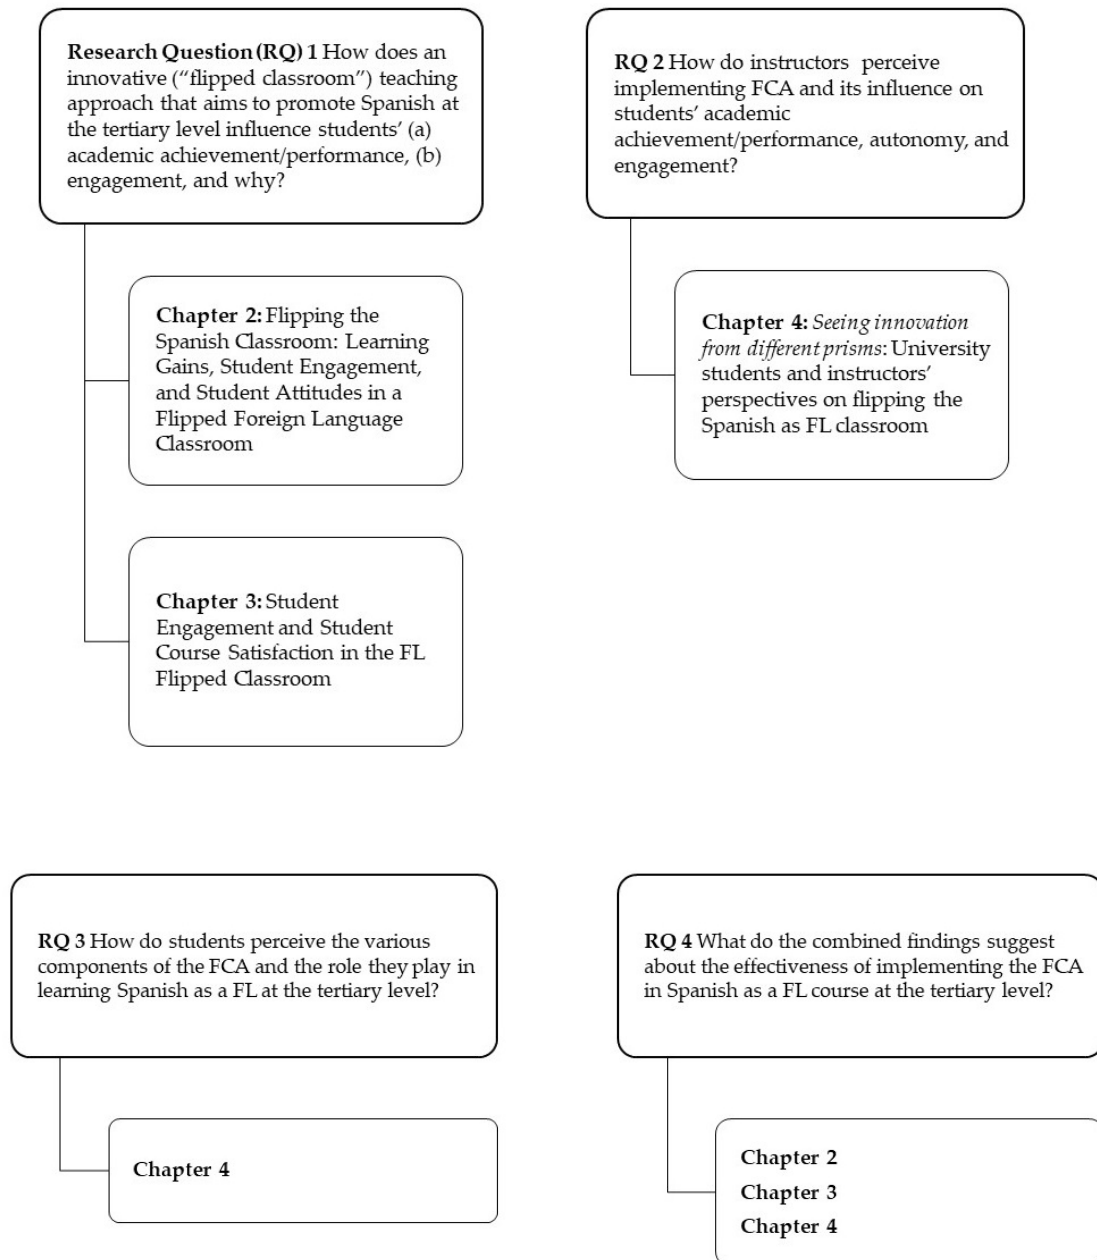 Research Question (RQ) 1 How does an
innovative (“flipped classroom”) teaching
approach that aims to promote Spanish at
the tertiary level influence students’ (a)
academic achievement/performance, (b)
engagement, and why?
Chapter 2: Flipping the
Spanish Classroom: Learning
Gains, Student Engagement,
and Student Attitudes in a
Flipped Foreign Language
Classroom
Chapter 3: Student
Engagement and Student
Course Satisfaction in the FL
Flipped Classroom
RQ 2 How do instructors perceive
implementing FCA and its influence on
students’ academic
achievement/performance, autonomy, and
engagement?
Chapter 4: Seeing innovation
from different prisms: University
students and instructors’
perspectives on flipping the
Spanish as FL classroom
RQ 3 How do students perceive the various
components of the FCA and the role they play in
learning Spanish as a FL at the tertiary level?
Chapter 4
RQ 4 What do the combined findings suggest
about the effectiveness of implementing the FCA
in Spanish as a FL course at the tertiary level?
Chapter 2
Chapter 3
Chapter 4